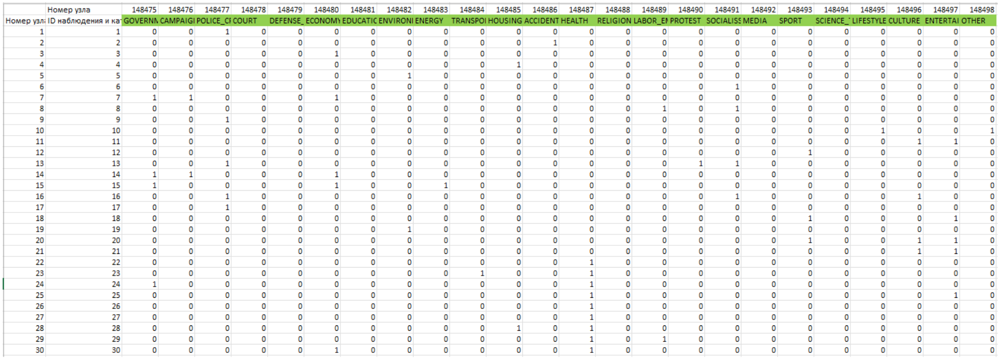 Номер узла 148475 148476 148477 148478 148479 148480 148481 148482 148483 148484 148485 148486 148487 148488 148489 148490 148491 148492 148493 148494 148495 148496 148497 148498
Номер узл ID наблюдения и кат GOVERNM CAMPAIGI POLICE_CF COURT DEFENSE_ ECONOMY EDUCATIC ENVIRONI ENERGY TRANSPOI HOUSING ACCIDENT HEALTH RELIGION LABOR_EN PROTEST SOCIALISS MEDIA SPORT SCIENCE_ LIFESTYLE CULTURE ENTERTAI OTHER
1 1 0 0 1 0 0 0 0 0 0 0 0 0 0 0 0 0 0 0 0 0 0 0 0 0
2 2 0 0 0 0 0 0 0 0 0 0 0 1 0 0 0 0 0 0 0 0 0 0 0 0
3 3 0 0 0 0 0 1 0 0 0 0 0 0 0 0 0 0 0 0 0 0 0 0 0 0
4 4 0 0 0 0 0 0 0 0 0 0 1 0 0 0 0 0 0 0 0 0 0 0 0 0
5 5 0 0 0 0 0 0 0 1 0 0 0 0 0 0 0 0 0 0 0 0 0 0 0 0
6 6 0 0 0 0 0 0 0 0 0 0 0 0 0 0 0 0 1 0 0 0 0 0 0 0
7 7 1 1 0 0 0 1 0 0 0 0 0 0 0 0 0 0 0 0 0 0 0 0 0 0
8 8 0 0 0 0 0 0 0 0 0 0 0 0 0 0 1 0 1 0 0 0 0 0 0 0
9 9 0 0 1 0 0 0 0 0 0 0 0 0 0 0 0 0 0 0 0 0 0 0 0 0
10 10 0 0 0 0 0 0 0 0 0 0 0 0 0 0 0 0 0 0 0 0 1 0 0 1
11 11 0 0 0 0 0 0 0 0 0 0 0 0 0 0 0 0 0 0 0 0 0 1 1 0
12 12 0 0 0 0 0 0 0 0 0 0 0 0 0 0 0 0 0 0 1 0 0 0 0 0
13 13 0 0 1 0 0 0 0 0 0 0 0 0 0 0 0 1 1 0 0 0 0 0 0 0
14 14 1 1 0 0 0 1 0 0 0 0 0 0 0 0 0 0 0 0 0 0 0 0 0 0
15 15 1 0 0 0 0 1 0 0 1 0 0 0 0 0 0 0 0 0 0 0 0 0 0 0
16 16 0 0 1 0 0 0 0 0 0 0 0 0 0 0 0 0 1 0 0 0 0 1 0 0
17 17 0 0 1 0 0 0 0 0 0 0 0 0 0 0 0 0 0 0 0 0 0 0 0 0
18 18 0 0 0 0 0 0 0 0 0 0 0 0 0 0 0 0 0 0 1 0 0 0 1 0
19 19 0 0 0 0 0 0 0 1 0 0 0 0 0 0 0 0 0 0 0 0 0 0 0 0
20 20 0 0 0 0 0 0 0 0 0 0 0 0 0 0 0 0 0 0 1 0 0 1 1 0
21 21 0 0 0 0 0 0 0 0 0 0 0 0 0 0 0 0 0 0 0 0 0 1 1 0
22 22 0 0 0 0 0 0 0 0 0 0 0 0 1 0 0 0 0 0 0 0 0 0 0 0
23 23 0 0 0 0 0 0 0 0 0 1 0 0 1 0 0 0 0 0 0 0 0 0 0 0
24 24 1 0 0 0 0 0 0 0 0 0 0 0 1 0 0 0 0 0 0 0 0 0 0 0
25 25 0 0 0 0 0 0 0 0 0 0 0 0 1 0 0 0 0 0 0 0 0 0 1 0
26 26 0 0 0 0 0 0 0 0 0 0 0 0 1 0 0 0 0 0 0 0 0 0 0 0
27 27 0 0 0 0 0 0 0 0 0 0 0 0 1 0 0 0 0 0 0 0 0 0 0 0
28 28 0 0 0 0 0 0 0 0 0 0 1 0 1 0 0 0 0 0 0 0 0 0 0 0
29 29 0 0 0 0 0 0 0 0 0 0 0 0 1 0 1 0 0 0 0 0 0 0 0 0
30 30 0 0 0 0 0 1 0 0 0 0 0 0 1 0 0 0 0 0 0 0 0 0 0 0